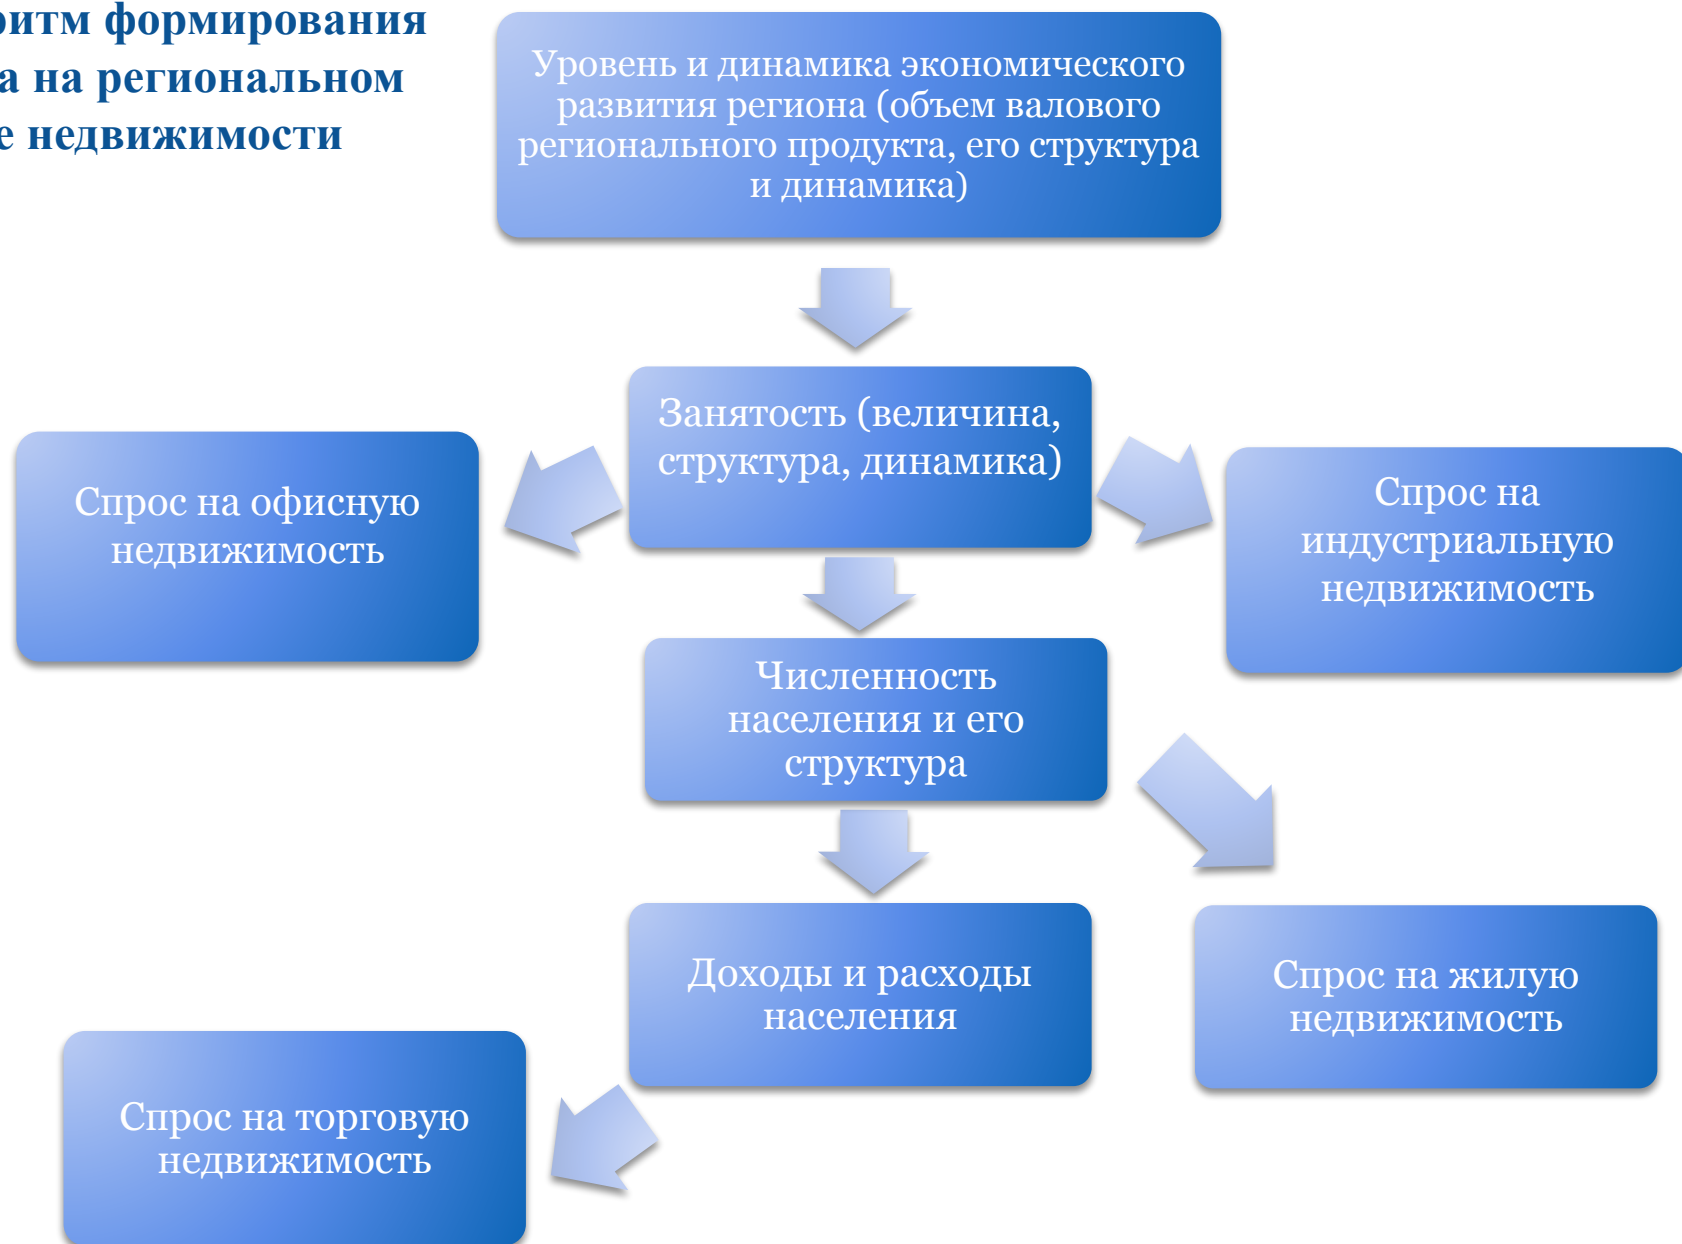 ритм формирования
а на региональном
е недвижимости
Уровень и динамика экономического
развития региона (объем валового
регионального продукта, его структура
и динамика)
Занятость (величина,
структура, динамика)
Спрос на офисную
недвижимость
Спрос на
индустриальную
недвижимость
Численность
населения и его
структура
Доходы и расходы
населения
Спрос на жилую
недвижимость
Спрос на торговую
недвижимость